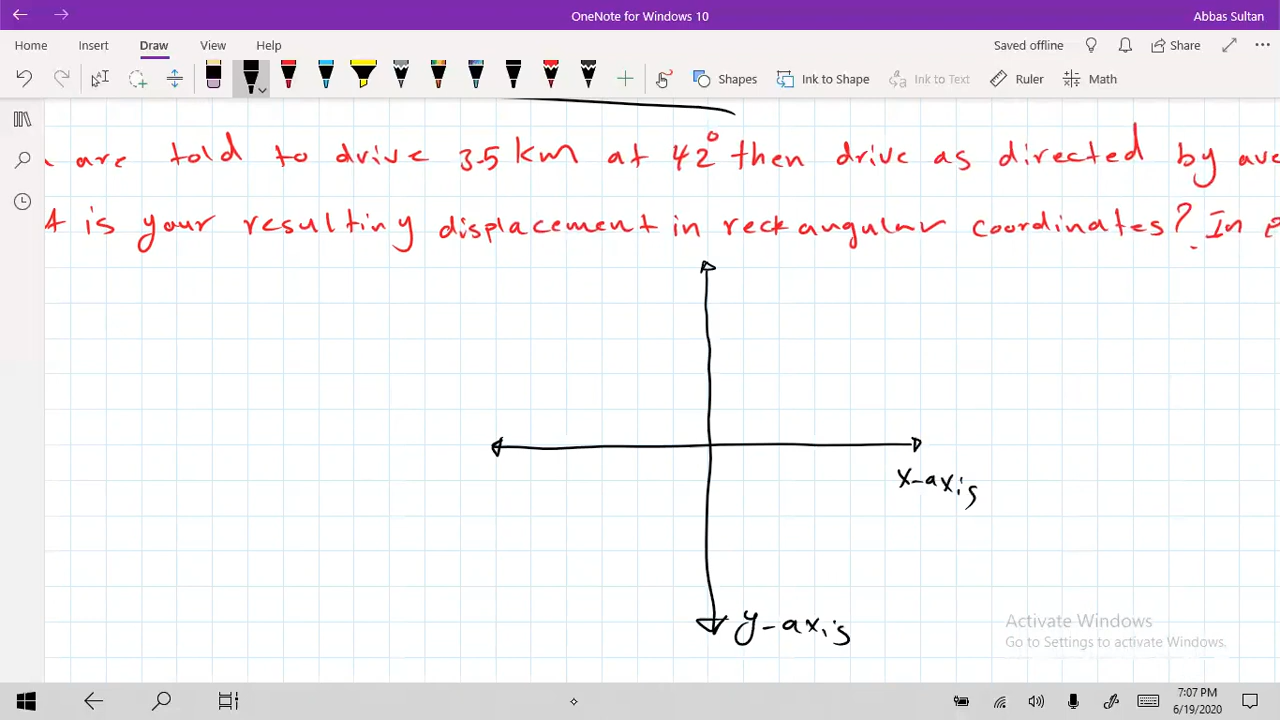 OneNote for Windows 10
Abbas Sultan
Home Insert Draw View Help
Saved offline Share
Shapes Ink to Shape Ink to Text Ruler Math
are told to drive 3.5 km at 42° then drive as directed by
is your resultiny displacement in reckangular coordinates? In
x-axis
y-axis
Activate Windows
Go to Settings to activate Windows.
7:07 PM
6/19/2020